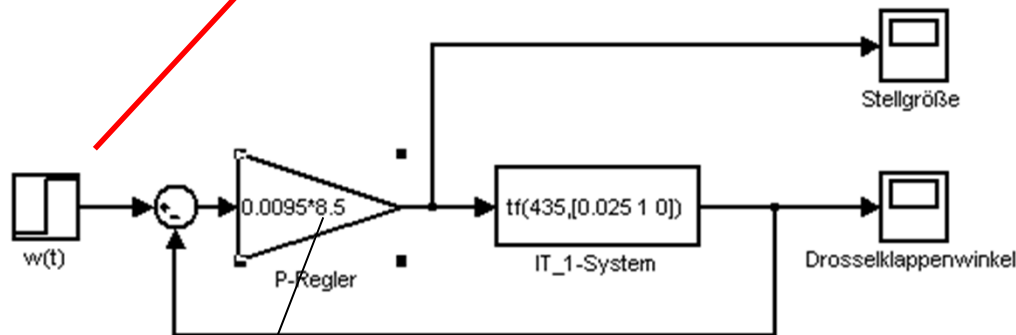 Stellgröße
0.0095*8.5
tf(435,[0.025 1 0])
w(t)
P-Regler
IT_1-System
Drosselklappenwinkel